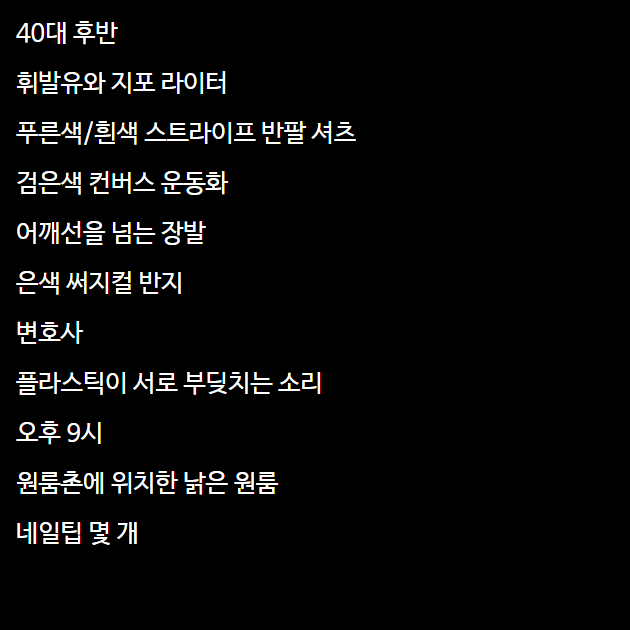 40대 후반
휘발유와 지포 라이터
푸른색/흰색 스트라이프 반팔 셔츠
검은색 컨버스 운동화
어깨선을 넘는 장발
은색 써지컬 반지
변호사
플라스틱이 서로 부딪치는 소리
오후 9시
원룸촌에 위치한 낡은 원룸
네일팁 몇 개